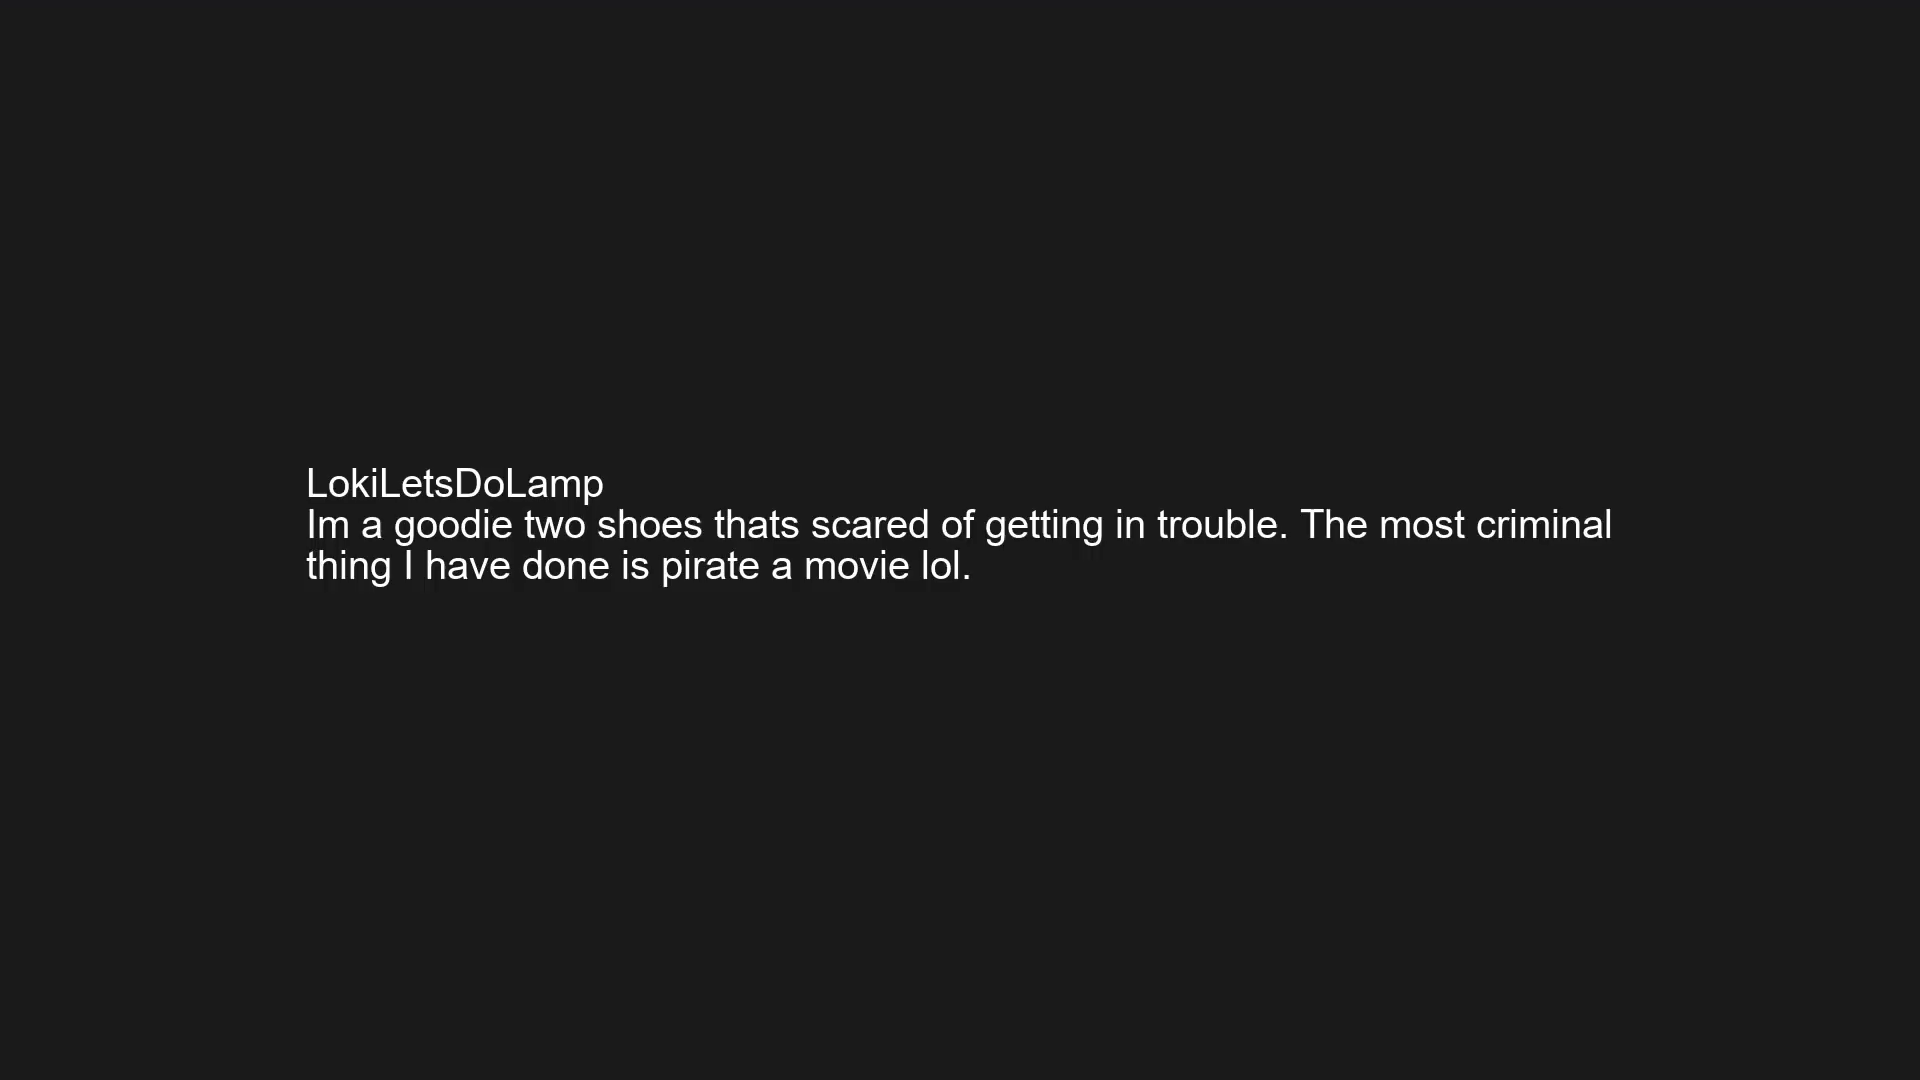 LokiLetsDoLamp
Im a goodie two shoes thats scared of getting in trouble. The most criminal
thing I have done is pirate a movie lol.